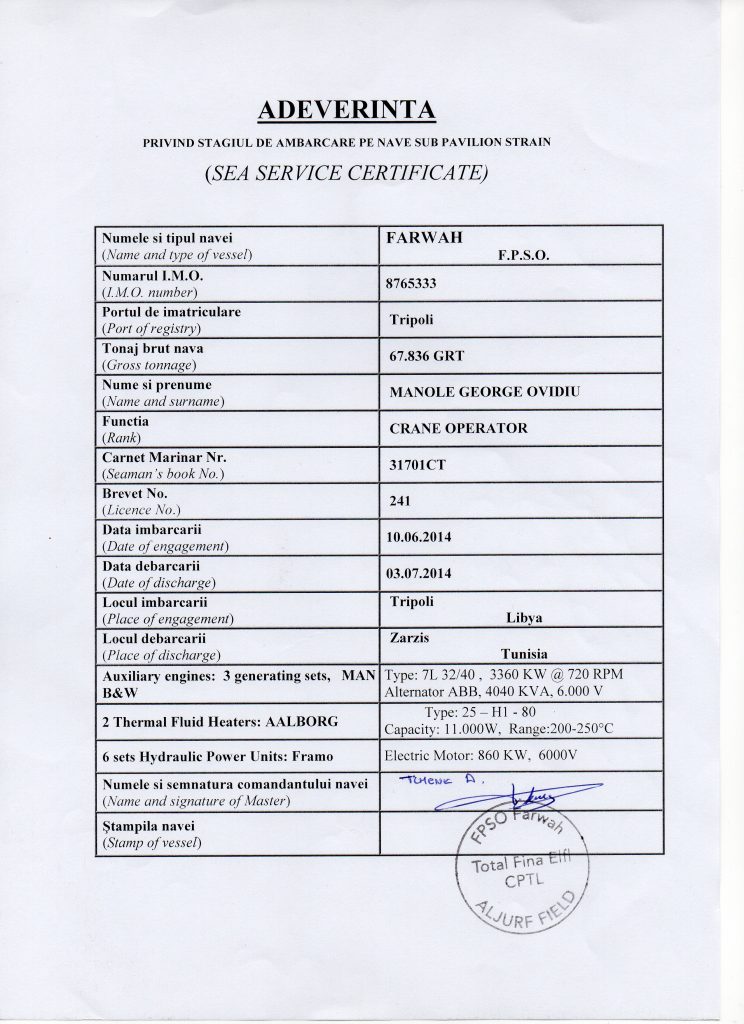 ADEVERINTA
PRIVIND STAGIUL DE AMBARCARE PE NAVE SUB PAVILION STRAIN
(SEA SERVICE CERTIFICATE)
Numele si tipul navei
(Name and type of vessel)
FARWAH
F.P.S.O.
Numarul I.M.O.
(I.M.O. number)
8765333
Portul de imatriculare
(Port of registry)
Tripoli
Tonaj brut nava
(Gross tonnage)
67.836 GRT
Nume si prenume
(Name and surname)
MANOLE GEORGE OVIDIU
Functia
(Rank)
CRANE OPERATOR
Carnet Marinar Nr.
(Seaman's book No.)
31701CT
Brevet No.
(Licence No.)
241
Data imbarcarii
(Date of engagement)
10.06.2014
Data debarcarii
(Date of discharge)
03.07.2014
Locul imbarcarii
(Place of engagement)
Tripoli
Libya
Locul debarcarii
(Place of discharge)
Zarzis
Tunisia
Auxiliary engines: 3 generating sets, MAN
B&W
Type: 7L 32/40 , 3360 KW @ 720 RPM
Alternator ABB, 4040 KVA, 6.000 V
2 Thermal Fluid Heaters: AALBORG
Type: 25 – H1 - 80
Capacity: 11.000W, Range:200-250°C
6 sets Hydraulic Power Units: Framo
Electric Motor: 860 KW, 6000V
Numele si semnatura comandantului navei
(Name and signature of Master)
Ștampila navei
(Stamp of vessel)
FPSO Farwah
Total Fina Elf
CPTL
ALJURF FIELD